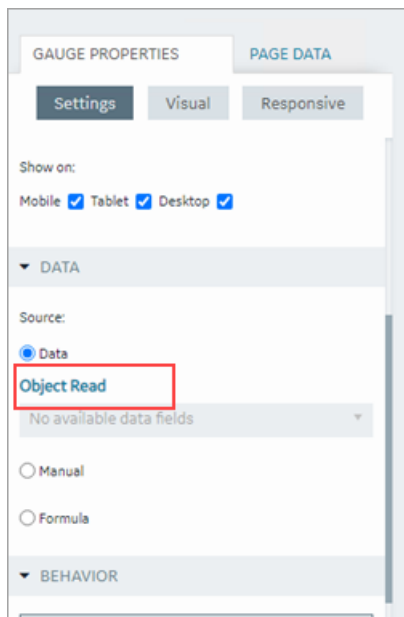 GAUGE PROPERTIES PAGE DATA
Settings Visual Responsive
Show on:
Mobile Tablet Desktop
DATA
Source:
Data
Object Read
No available data fields
Manual
Formula
BEHAVIOR